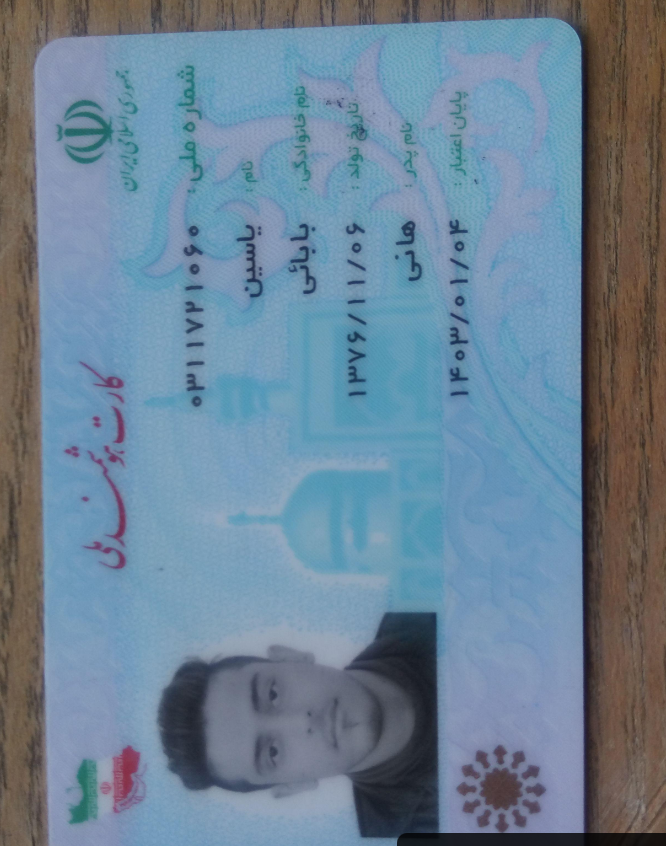 جمهوری اسلامی ایران
کارت هوشمند ملی
شماره ملی: ۰۳۱۱۷۲۱۰۶۰
نام: یاسین
نام خانوادگی: بابائی
تاریخ تولد: ۱۳۷۶/۱۱/۰۶
نام پدر: هانی
پایان اعتبار: ۱۴۰۳/۰۱/۰۴